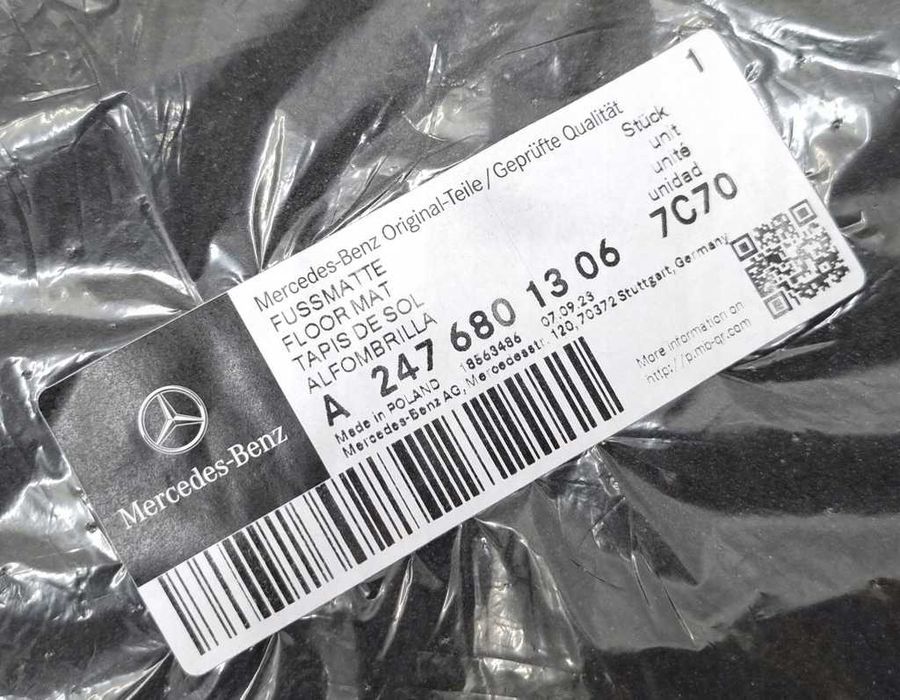 Mercedes-Benz Original-Teile / Geprüfte Qualität
1
FUSSMATTE
FLOOR MAT
TAPIS DE SOL
ALFOMBRILLA
Stück
unit
unité
unidad
A 247 680 13 06 7C70
Made in POLAND 18563486 07.09.23
Mercedes-Benz AG, Mercedesstr. 120, 70372 Stuttgart, Germany
More information on
http://p.mb-qr.com
Mercedes-Benz